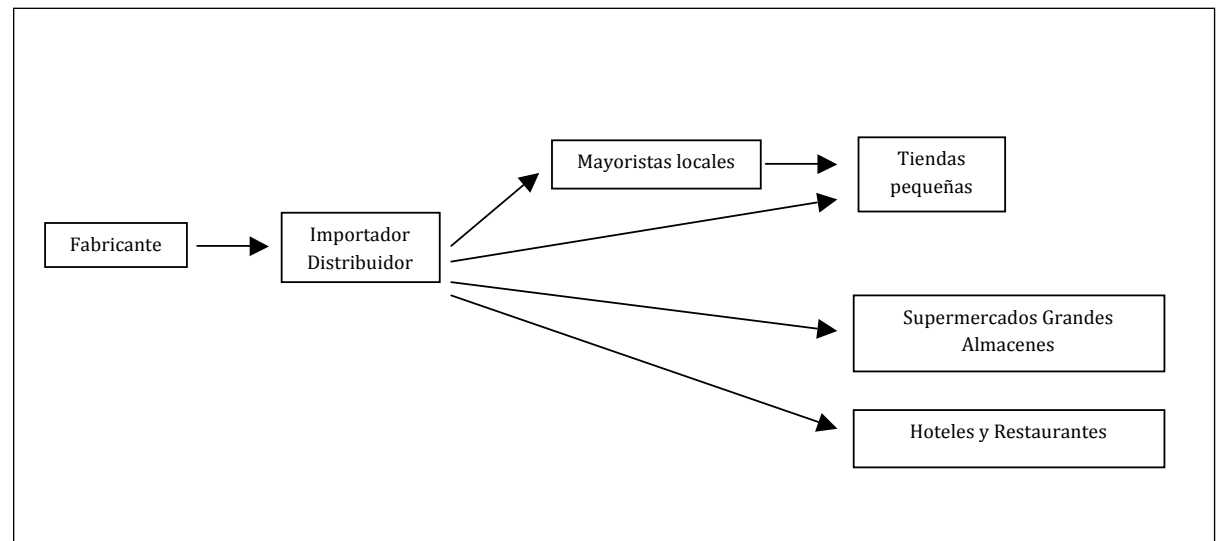 Mayoristas locales
Tiendas
pequeñas
Fabricante
Importador
Distribuidor
Supermercados Grandes
Almacenes
Hoteles y Restaurantes